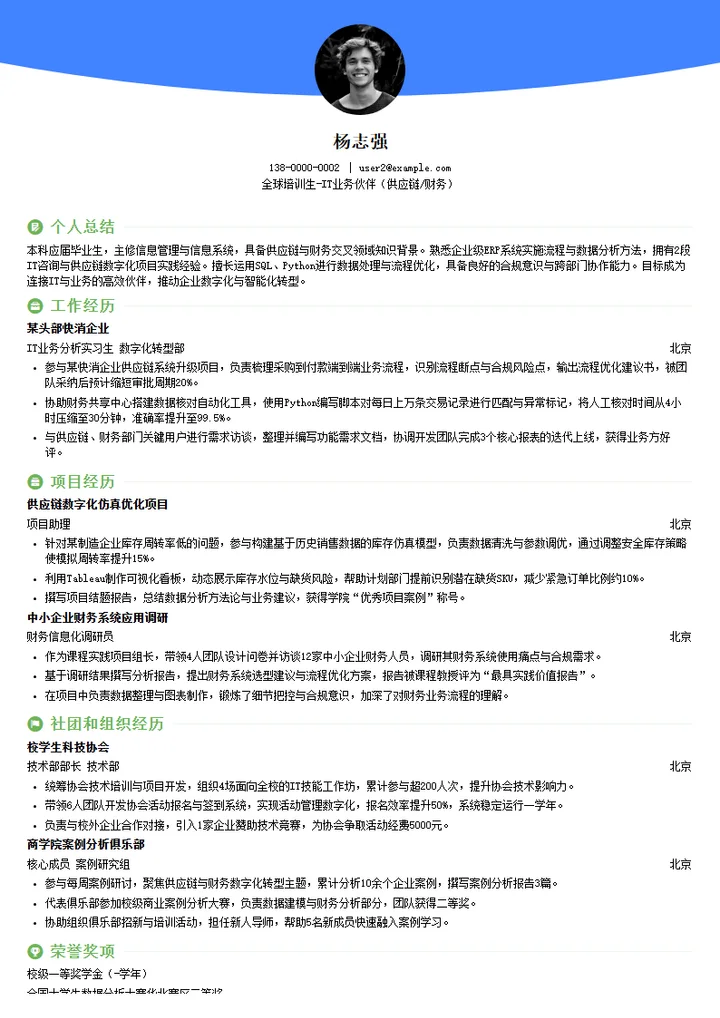 杨志强
138-0000-0002 | user2@example.com
全球培训生-IT业务伙伴（供应链/财务）
个人总结
本科应届毕业生，主修信息管理与信息系统，具备供应链与财务交叉领域知识背景。熟悉企业级ERP系统实施流程与数据分析方法，拥有2段
IT咨询与供应链数字化项目实践经验。擅长运用SQL、Python进行数据处理与流程优化，具备良好的合规意识与跨部门协作能力。目标成为
连接IT与业务的高效伙伴，推动企业数字化与智能化转型。
工作经历
某头部快消企业
IT业务分析实习生 数字化转型部 北京
• 参与某快消企业供应链系统升级项目，负责梳理采购到付款端到端业务流程，识别流程断点与合规风险点，输出流程优化建议书，被团
队采纳后预计缩短审批周期20%。
• 协助财务共享中心搭建数据核对自动化工具，使用Python编写脚本对每日上万条交易记录进行匹配与异常标记，将人工核对时间从4小
时压缩至30分钟，准确率提升至99.5%。
• 与供应链、财务部门关键用户进行需求访谈，整理并编写功能需求文档，协调开发团队完成3个核心报表的迭代上线，获得业务方好
评。
项目经历
供应链数字化仿真优化项目
项目助理 北京
• 针对某制造企业库存周转率低的问题，参与构建基于历史销售数据的库存仿真模型，负责数据清洗与参数调优，通过调整安全库存策略
使模拟周转率提升15%。
• 利用Tableau制作可视化看板，动态展示库存水位与缺货风险，帮助计划部门提前识别潜在缺货SKU，减少紧急订单比例约10%。
• 撰写项目结题报告，总结数据分析方法论与业务建议，获得学院“优秀项目案例”称号。
中小企业财务系统应用调研
财务信息化调研员 北京
• 作为课程实践项目组长，带领4人团队设计问卷并访谈12家中小企业财务人员，调研其财务系统使用痛点与合规需求。
• 基于调研结果撰写分析报告，提出财务系统选型建议与流程优化方案，报告被课程教授评为“最具实践价值报告”。
• 在项目中负责数据整理与图表制作，锻炼了细节把控与合规意识，加深了对财务业务流程的理解。
社团和组织经历
校学生科技协会
技术部部长 技术部 北京
• 统筹协会技术培训与项目开发，组织4场面向全校的IT技能工作坊，累计参与超200人次，提升协会技术影响力。
• 带领6人团队开发协会活动报名与签到系统，实现活动管理数字化，报名效率提升50%，系统稳定运行一学年。
• 负责与校外企业合作对接，引入1家企业赞助技术竞赛，为协会争取活动经费5000元。
商学院案例分析俱乐部
核心成员 案例研究组 北京
• 参与每周案例研讨，聚焦供应链与财务数字化转型主题，累计分析10余个企业案例，撰写案例分析报告3篇。
• 代表俱乐部参加校级商业案例分析大赛，负责数据建模与财务分析部分，团队获得二等奖。
• 协助组织俱乐部招新与培训活动，担任新人导师，帮助5名新成员快速融入案例学习。
荣誉奖项
校级一等奖学金（-学年）